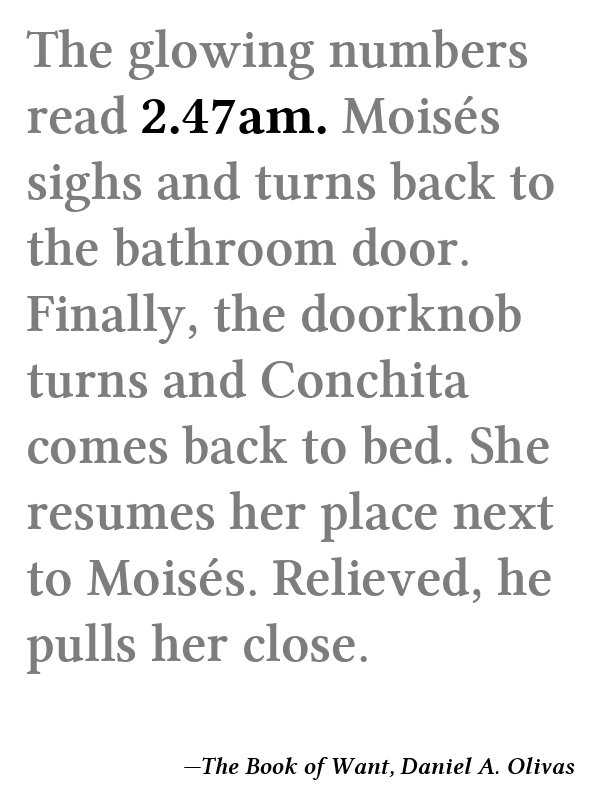 The glowing numbers
read 2.47am. Moisés
sighs and turns back to
the bathroom door.
Finally, the doorknob
turns and Conchita
comes back to bed. She
resumes her place next
to Moisés. Relieved, he
pulls her close.
—The Book of Want, Daniel A. Olivas